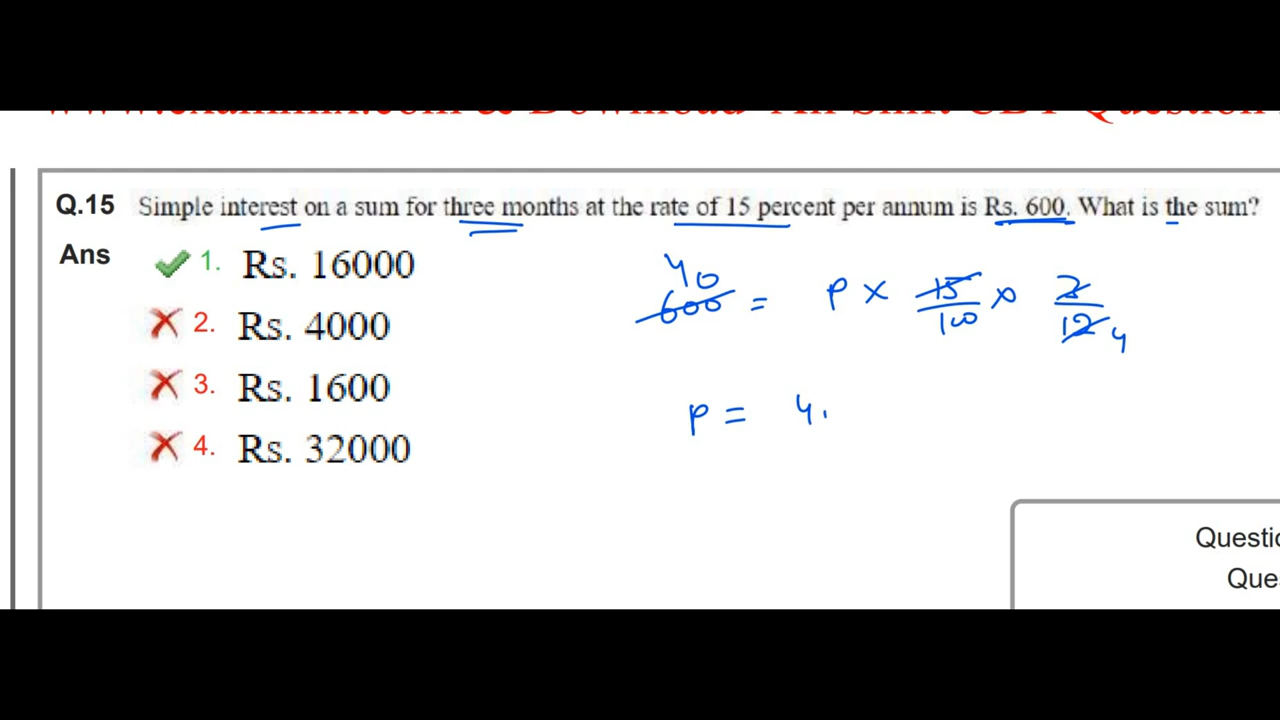 Q.15 Simple interest on a sum for three months at the rate of 15 percent per annum is Rs. 600. What is the sum?
Ans
1. Rs. 16000
2. Rs. 4000
3. Rs. 1600
4. Rs. 32000
40
600 = P × 15/100 × 3/12 4
P = 4.
Questio
Que